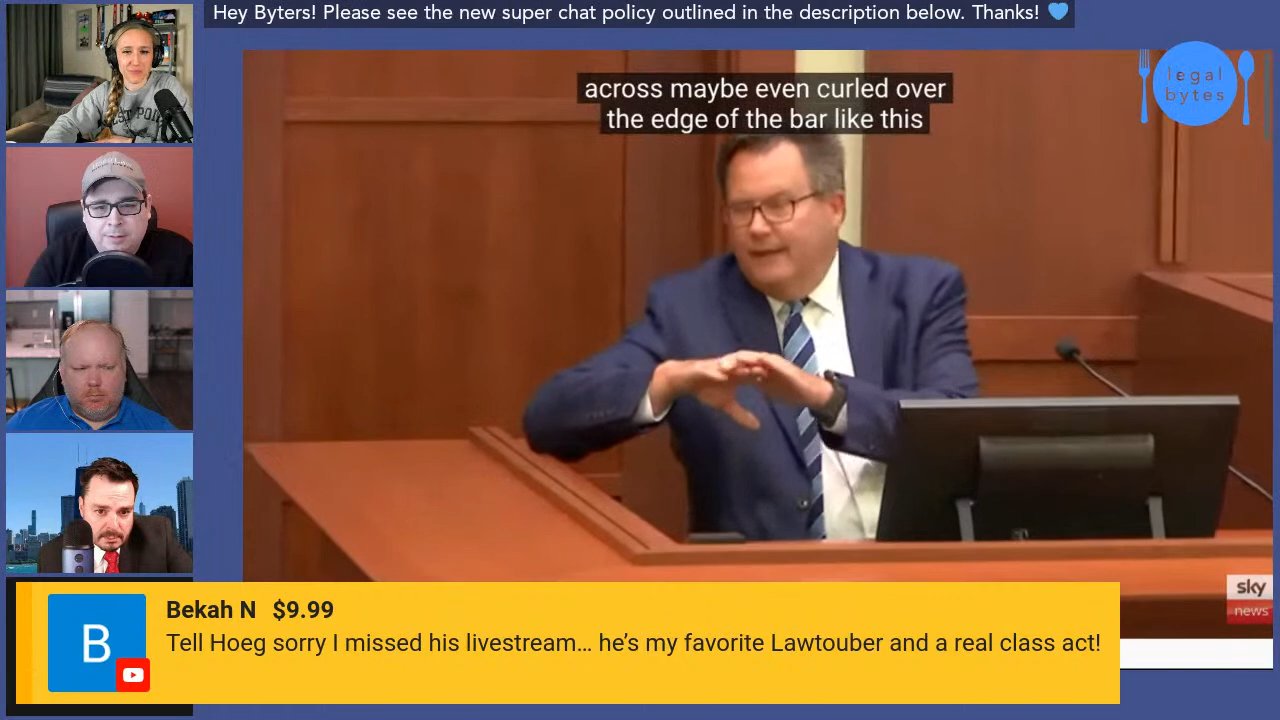 Hey Byters! Please see the new super chat policy outlined in the description below. Thanks! 💙
legal
bytes
across maybe even curled over
the edge of the bar like this
sky
news
B
Bekah N $9.99
Tell Hoeg sorry I missed his livestream... he's my favorite Lawtouber and a real class act!